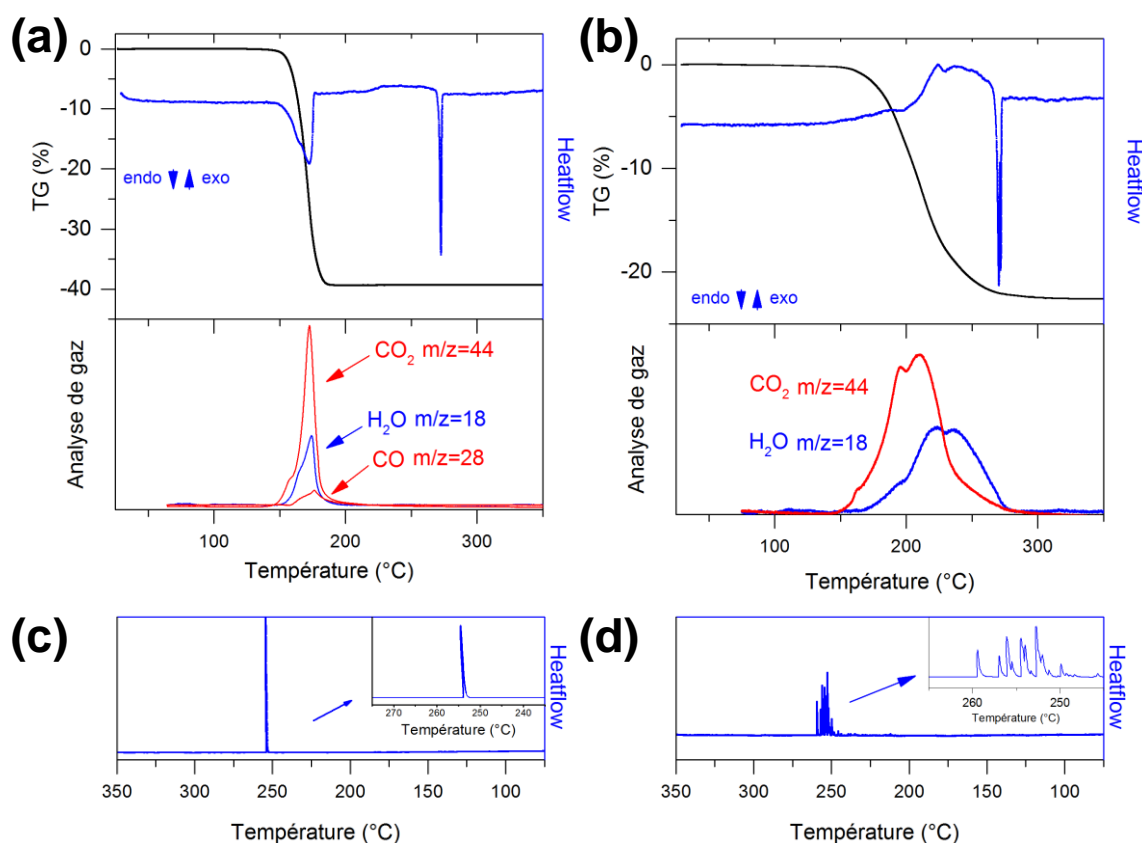 (a)
0
-10
-20
-30
-40
TG (%)
endo exo
Heatflow
CO2 m/z=44
H2O m/z=18
CO m/z=28
Analyse de gaz
100 200 300
Température (°C)
(b)
0
-10
-20
TG (%)
endo exo
Heatflow
CO2 m/z=44
H2O m/z=18
Analyse de gaz
100 200 300
Température (°C)
(c)
Heatflow
270 260 250 240
Température (°C)
350 300 250 200 150 100
Température (°C)
(d)
Heatflow
260 250
Température (°C)
350 300 250 200 150 100
Température (°C)